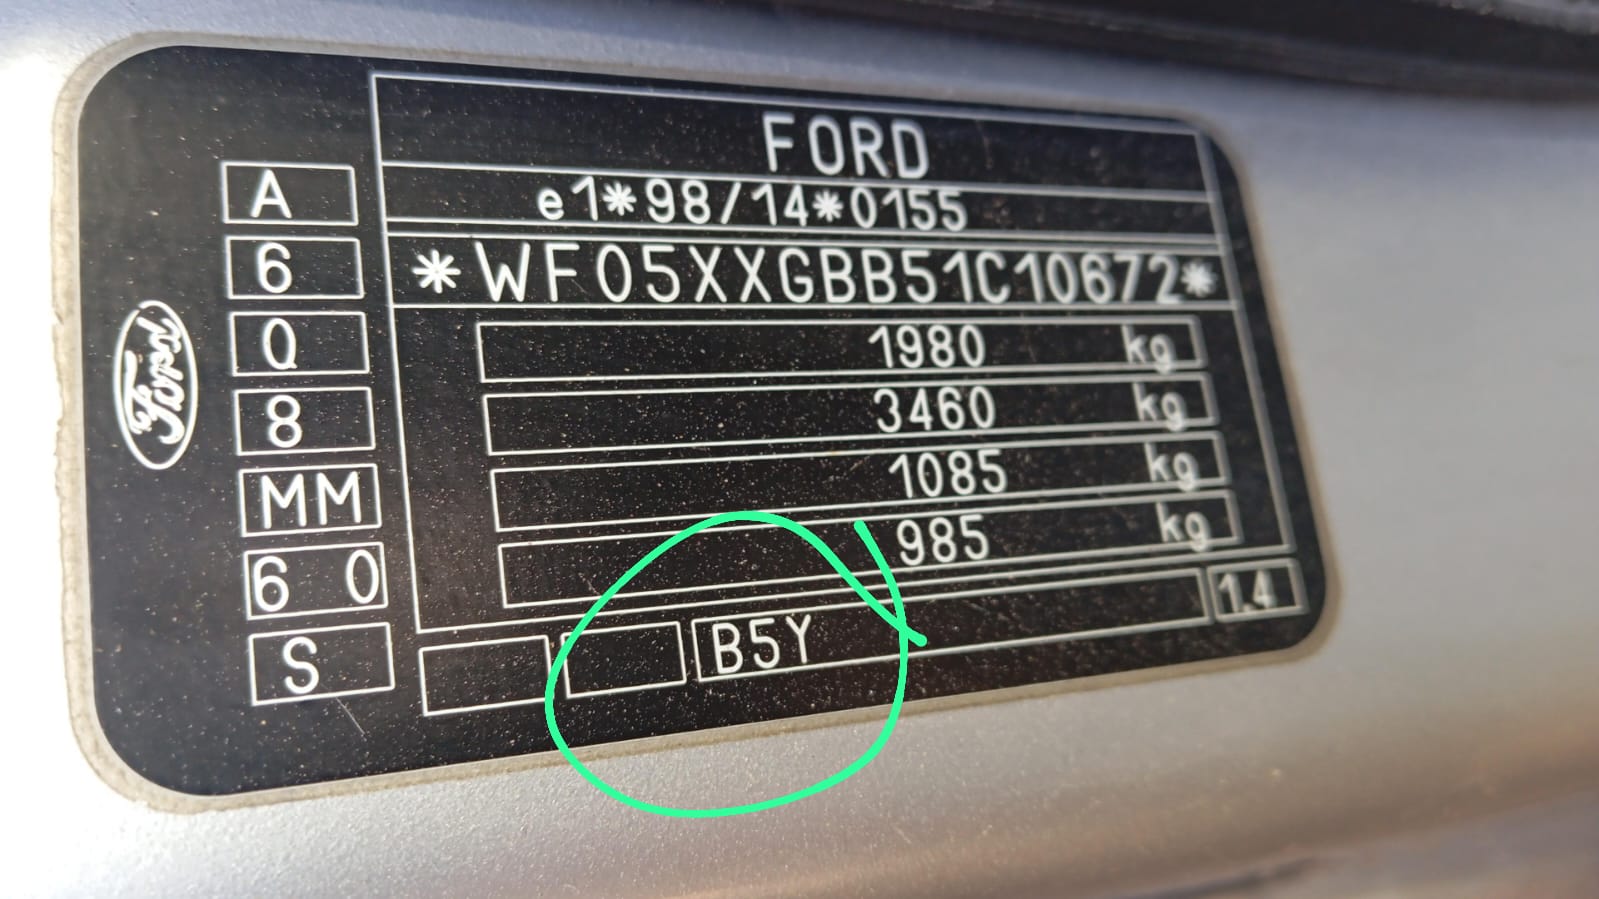 FORD
e1*98/14*0155
*WF05XXGBB51C10672*
1980 kg
3460 kg
1085 kg
985 kg
B5Y
1.4
A
6
Q
8
MM
6 0
S
Ford